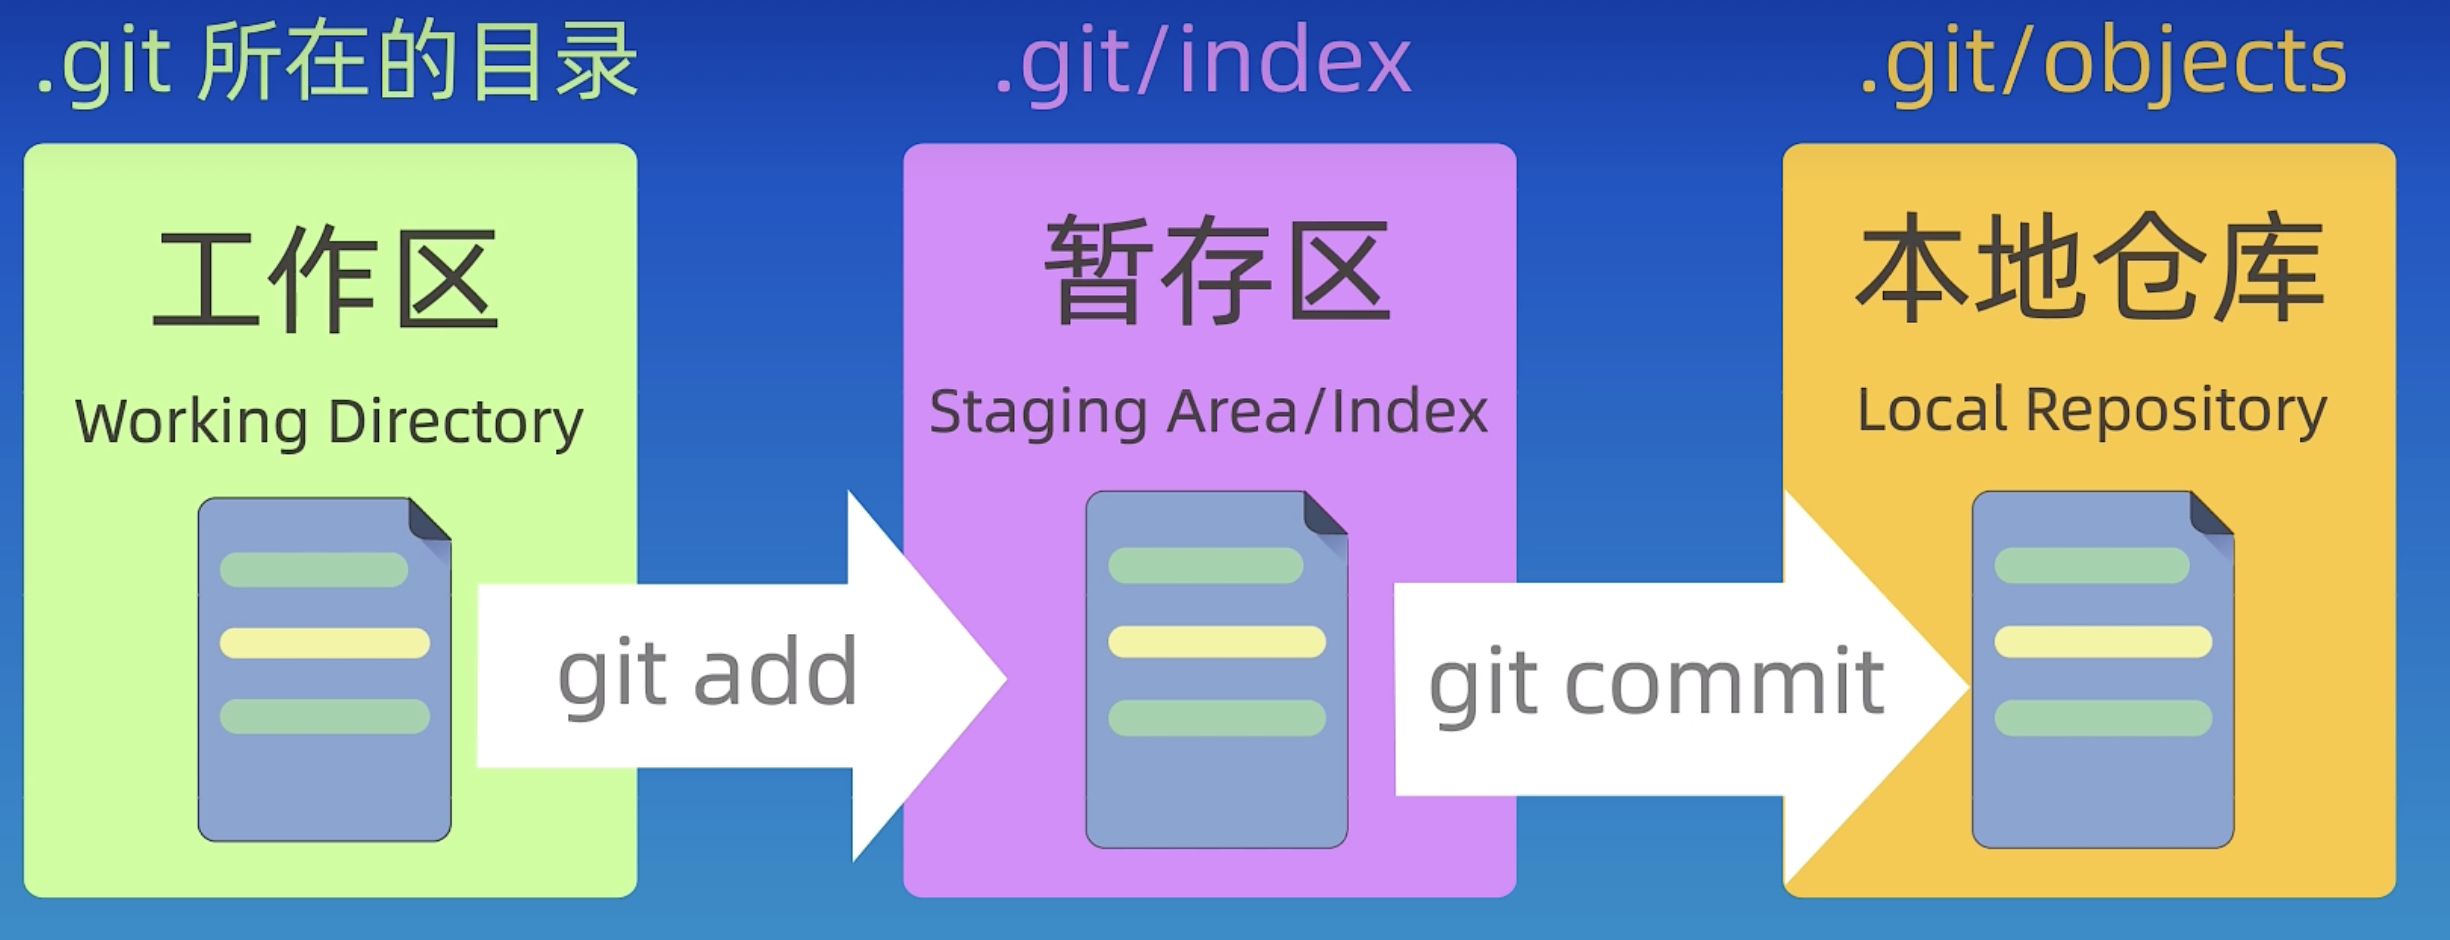 .git 所在的目录
.git/index
.git/objects
工作区
暂存区
本地仓库
Working Directory
Staging Area/Index
Local Repository
git add
git commit